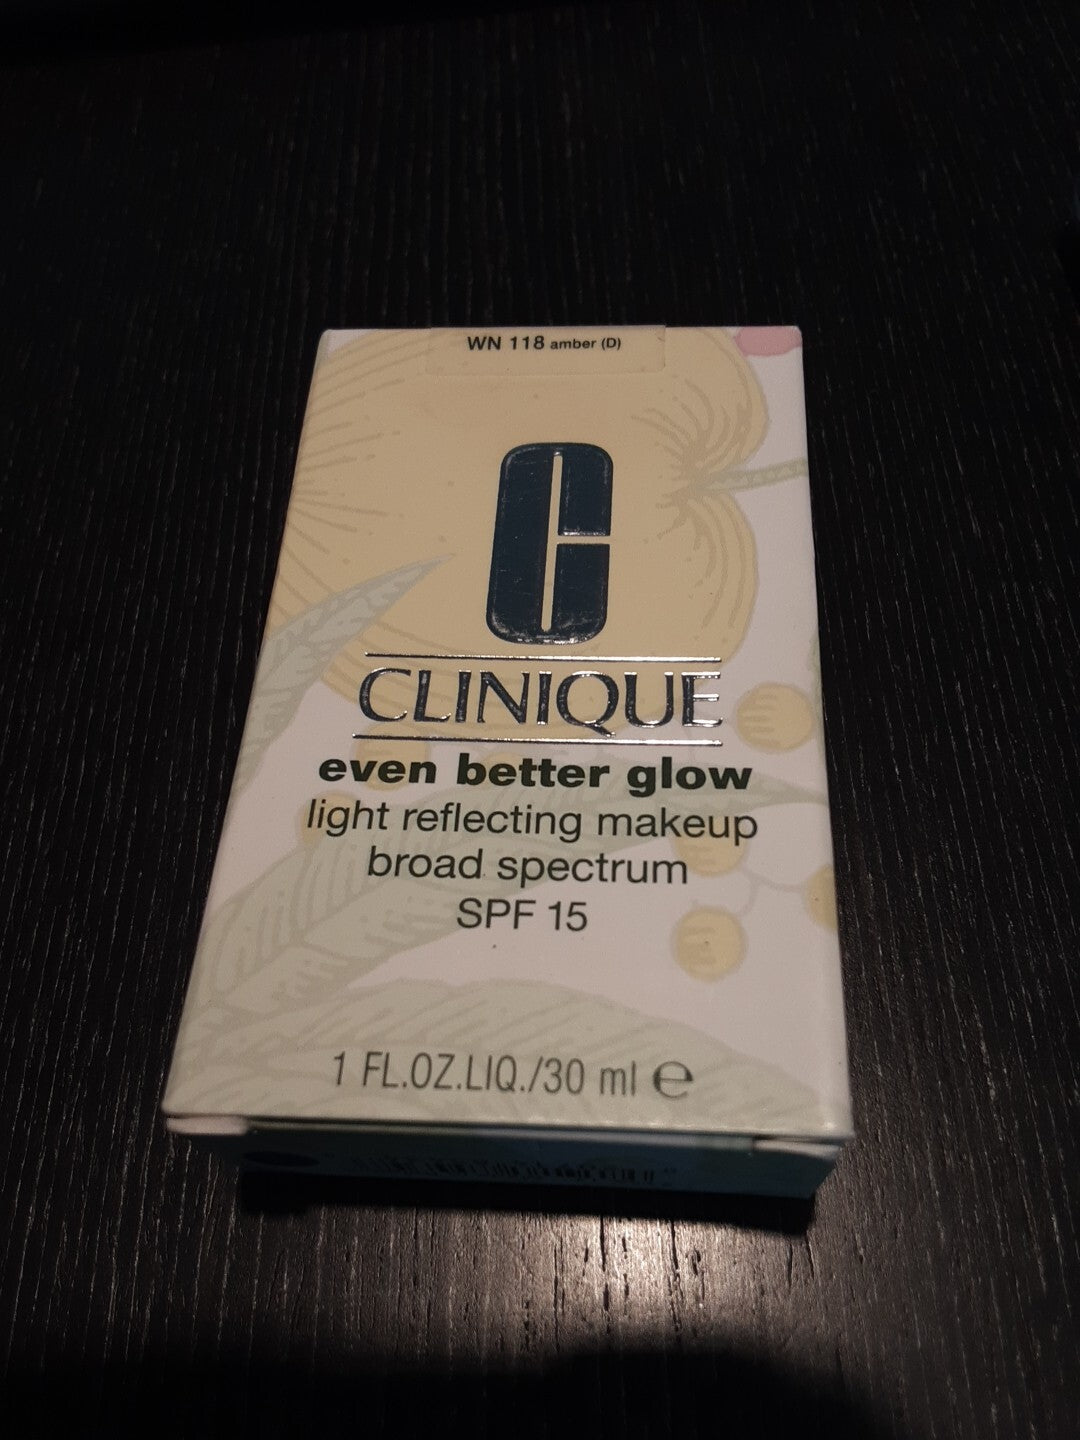 WN 118 amber (D)
C
CLINIQUE
even better glow
light reflecting makeup
broad spectrum
SPF 15
1 FL.OZ.LIQ./30 ml ℮